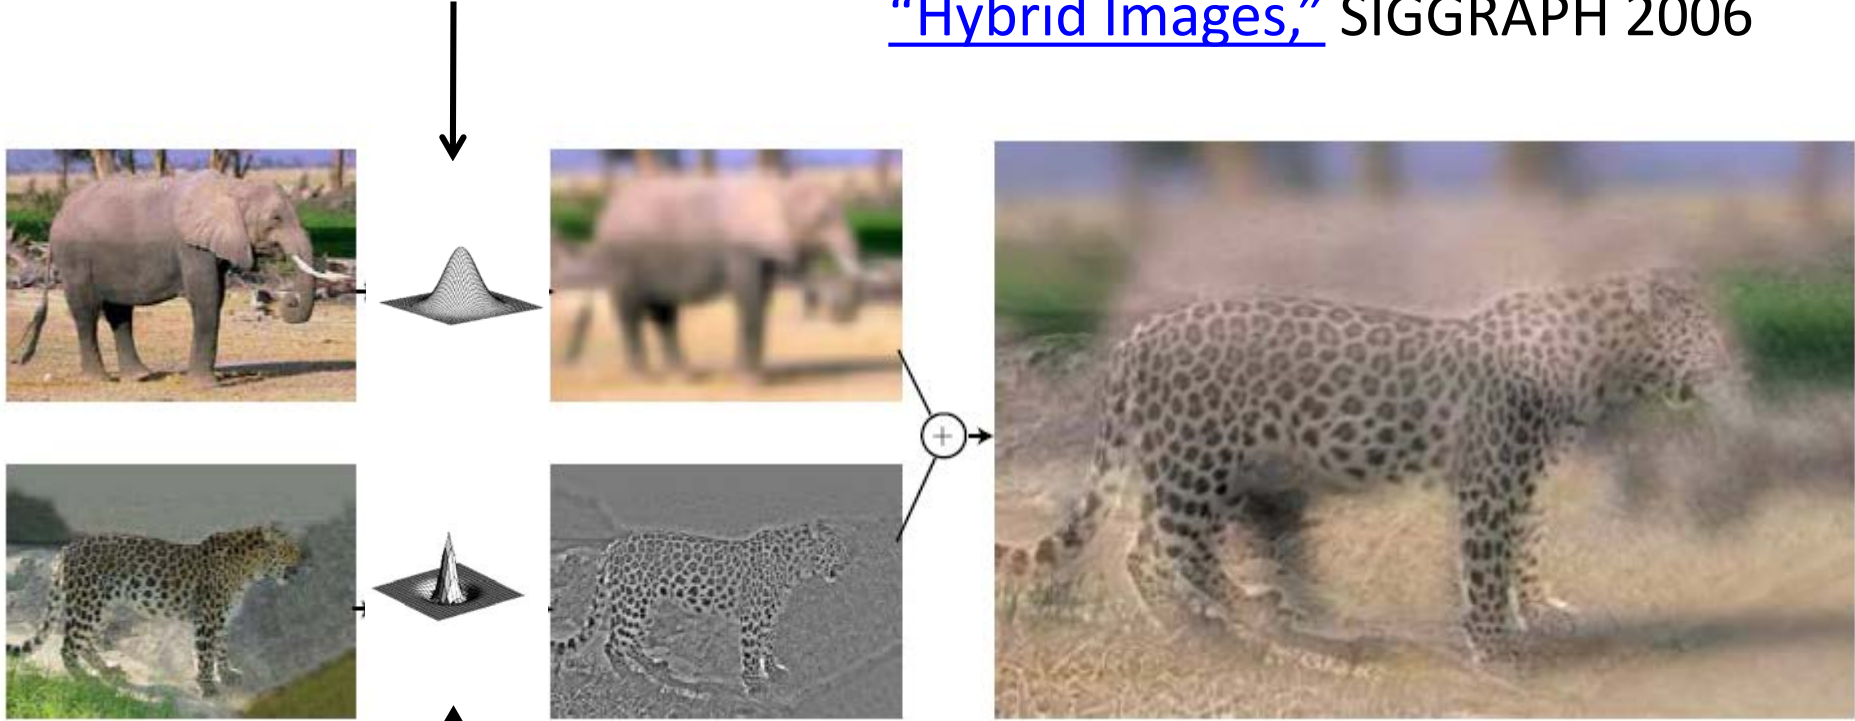 “Hybrid Images,” SIGGRAPH 2006
+